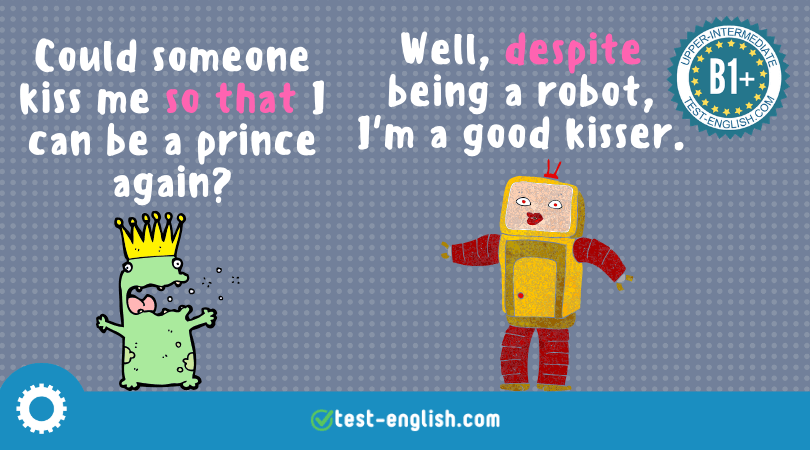 Could someone
kiss me so that I
can be a prince
again?
Well, despite
being a robot,
I'm a good kisser.
UPPER-INTERMEDIATE
B1+
TEST-ENGLISH.COM
test-english.com